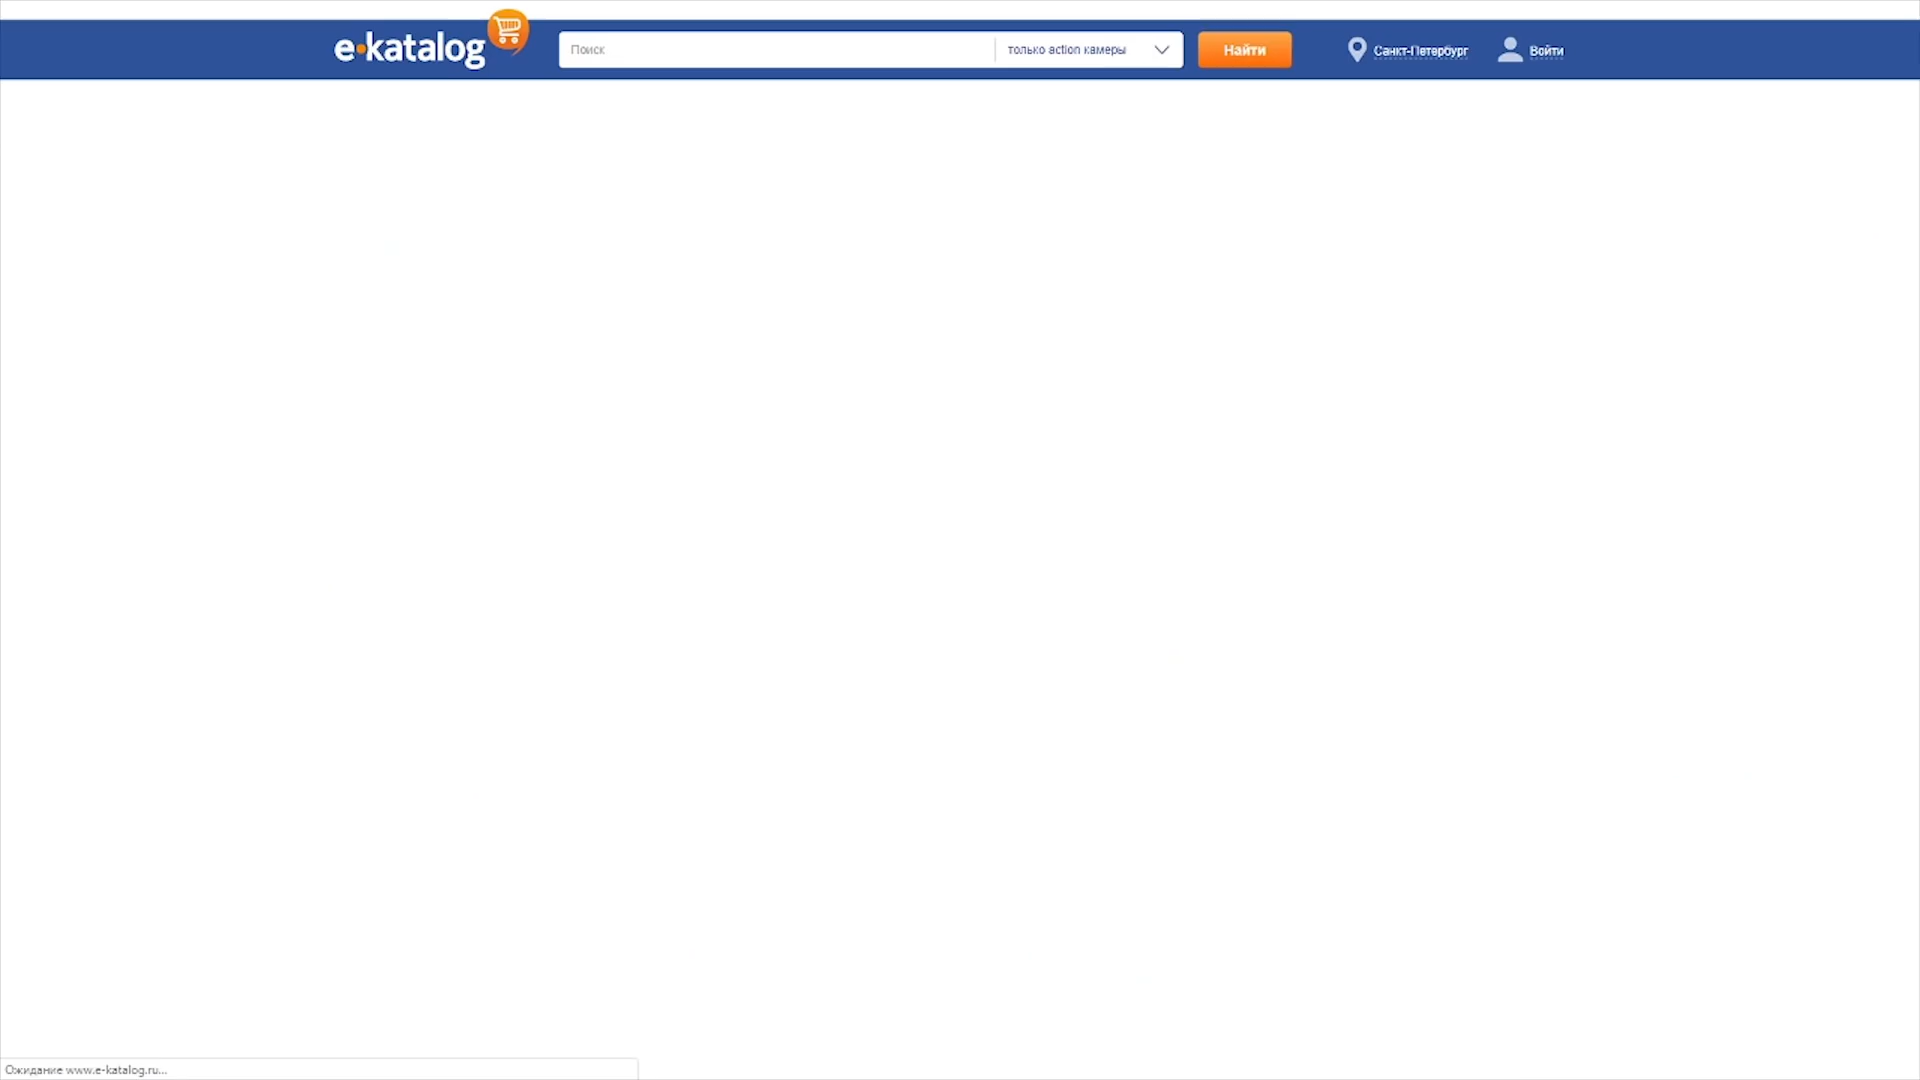 e·katalog
Поиск
только action камеры
Найти
Санкт-Петербург
Войти
Ожидание www.e-katalog.ru...